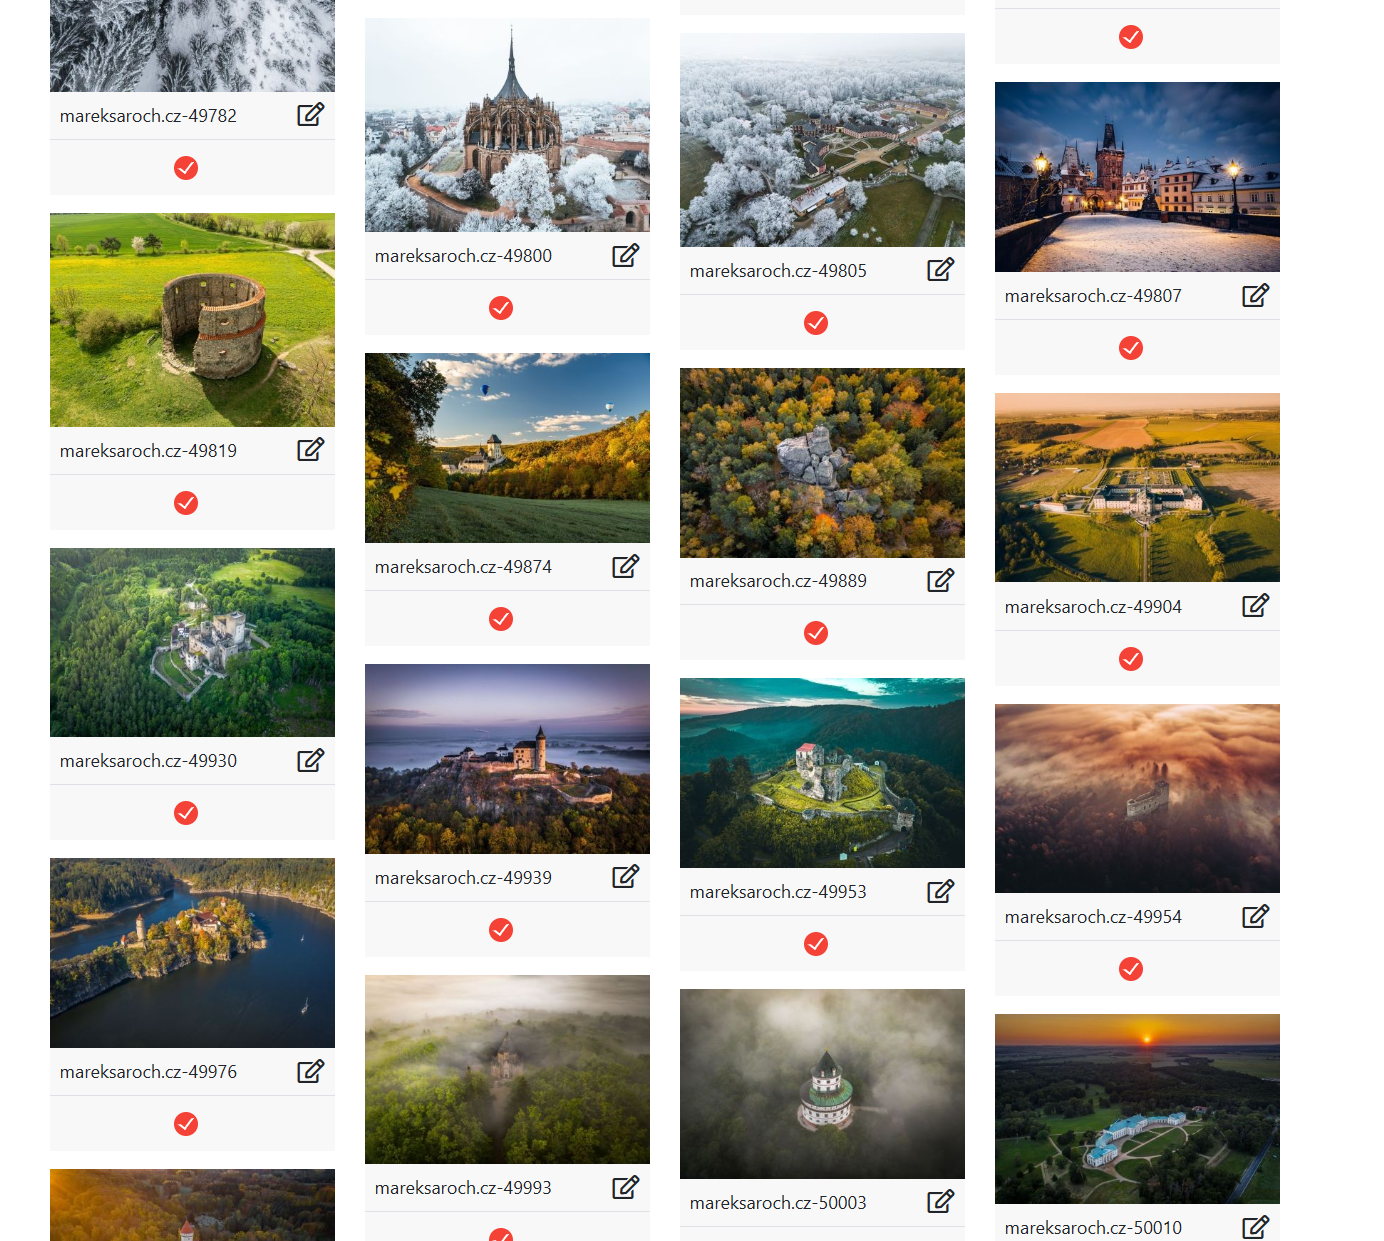 mareksaroch.cz-49782
mareksaroch.cz-49800
mareksaroch.cz-49805
mareksaroch.cz-49807
mareksaroch.cz-49819
mareksaroch.cz-49874
mareksaroch.cz-49889
mareksaroch.cz-49904
mareksaroch.cz-49930
mareksaroch.cz-49939
mareksaroch.cz-49953
mareksaroch.cz-49954
mareksaroch.cz-49976
mareksaroch.cz-49993
mareksaroch.cz-50003
mareksaroch.cz-50010